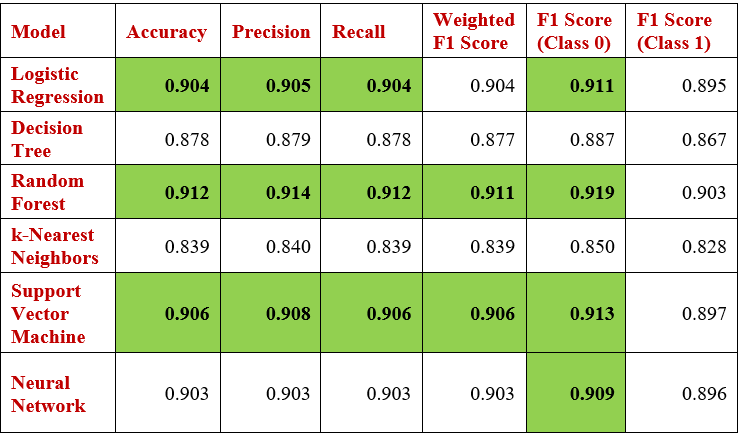 Model Accuracy Precision Recall Weighted F1 Score F1 Score
F1 Score (Class 0) (Class 1)
Logistic
Regression 0.904 0.905 0.904 0.904 0.911 0.895
Decision
Tree 0.878 0.879 0.878 0.877 0.887 0.867
Random
Forest 0.912 0.914 0.912 0.911 0.919 0.903
k-Nearest
Neighbors 0.839 0.840 0.839 0.839 0.850 0.828
Support
Vector 0.906 0.908 0.906 0.906 0.913 0.897
Machine
Neural
Network 0.903 0.903 0.903 0.903 0.909 0.896